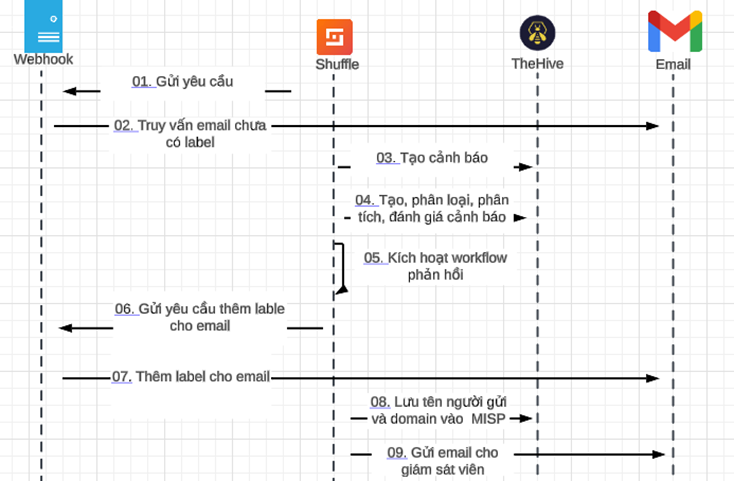 Webhook
Shuffle
TheHive
Email
01. Gửi yêu cầu
02. Truy vấn email chưa
có label
03. Tạo cảnh báo
04. Tạo, phân loại, phân
tích, đánh giá cảnh báo
05. Kích hoạt workflow
phản hồi
06. Gửi yêu cầu thêm lable
cho email
07. Thêm label cho email
08. Lưu tên người gửi
và domain vào MISP
09. Gửi email cho
giám sát viên